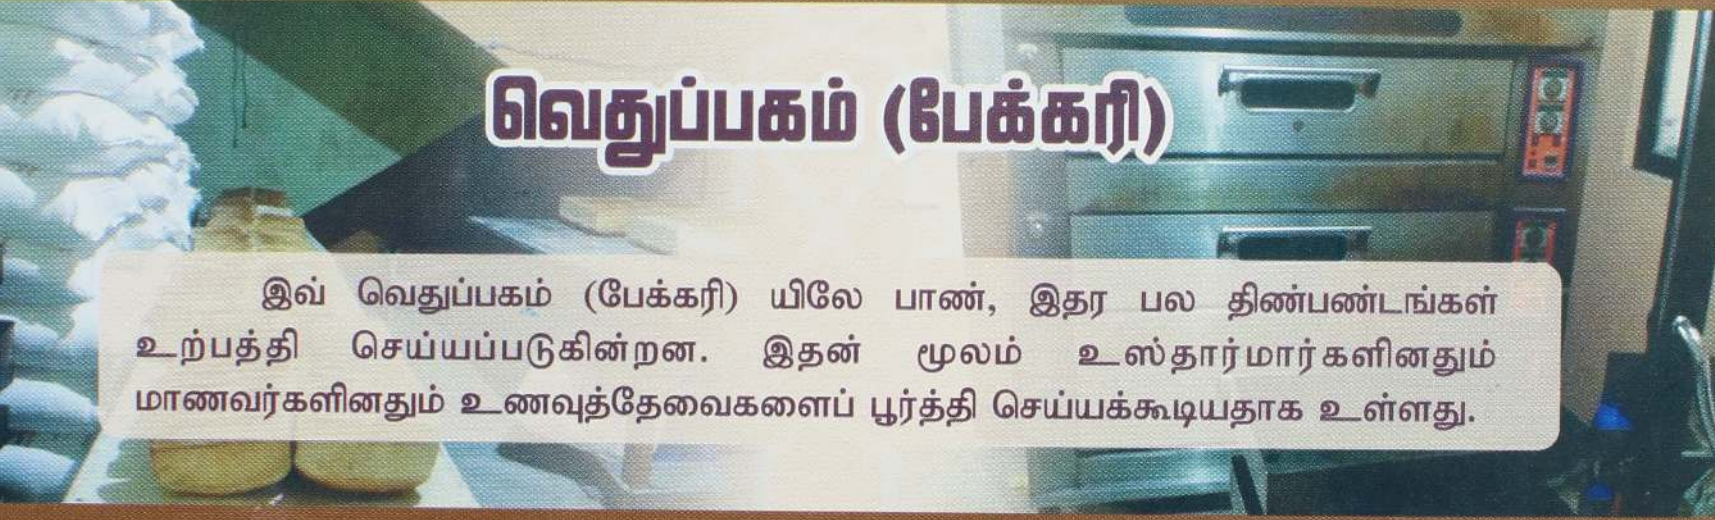 வெதுப்பகம் (பேக்கரி)
இவ் வெதுப்பகம் (பேக்கரி) யிலே பாண், இதர பல திண்பண்டங்கள்
உற்பத்தி செய்யப்படுகின்றன. இதன் மூலம் உஸ்தார்மார்களினதும்
மாணவர்களினதும் உணவுத்தேவைகளைப் பூர்த்தி செய்யக்கூடியதாக உள்ளது.